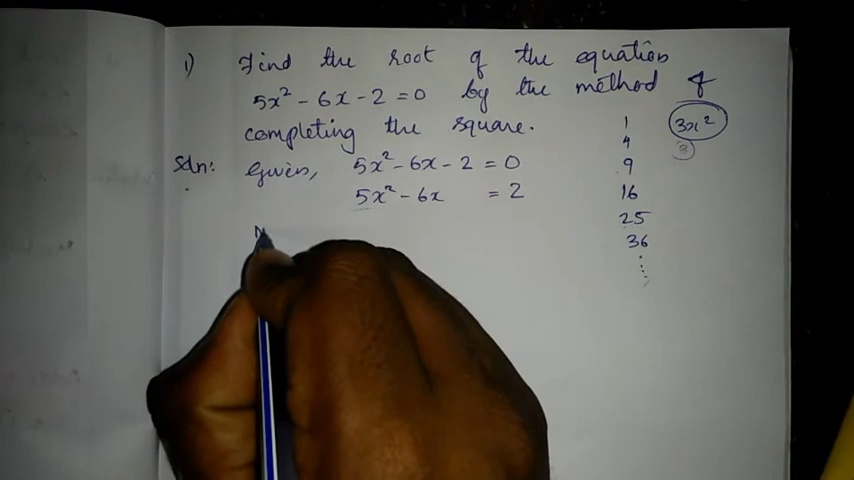 1) Find the root of the equation
5x² - 6x - 2 = 0 by the method of
completing the square.
Soln: Given, 5x² - 6x - 2 = 0
5x² - 6x = 2
1
4
9
16
25
36
3x²
3